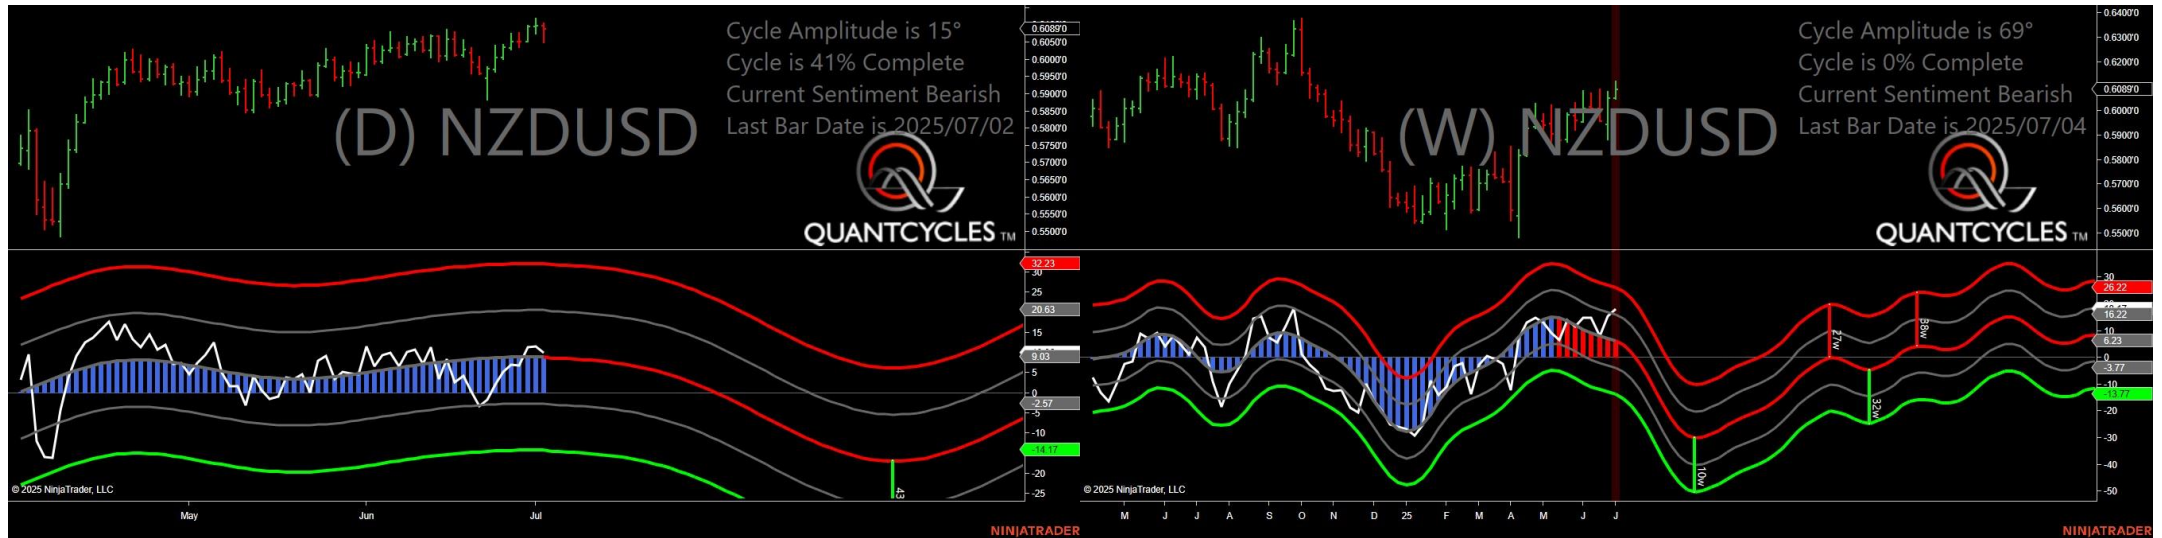 Cycle Amplitude is 15°
Cycle is 41% Complete
Current Sentiment Bearish
Last Bar Date is 2025/07/02
(D) NZDUSD
QUANTCYCLES TM
0.6089'0
0.6050'0
0.6000'0
0.5950'0
0.5900'0
0.5850'0
0.5800'0
0.5750'0
0.5700'0
0.5650'0
0.5600'0
0.5550'0
0.5500'0
32.23
30
25
20.63
15
9.03
5
0
-2.57
-5
-10
-14.17
-20
-25
43
© 2025 NinjaTrader, LLC
May
Jun
Jul
NINJATRADER
Cycle Amplitude is 69°
Cycle is 0% Complete
Current Sentiment Bearish
Last Bar Date is 2025/07/04
(W) NZDUSD
QUANTCYCLES TM
0.6400'0
0.6300'0
0.6200'0
0.6089'0
0.6000'0
0.5900'0
0.5800'0
0.5700'0
0.5600'0
0.5500'0
30
26.22
16.22
10
6.23
0
-3.77
-10
-13.77
-20
-30
-40
-50
10w
27w
32w
38w
© 2025 NinjaTrader, LLC
M
J
J
A
S
O
N
D
25
F
M
A
M
J
J
NINJATRADER